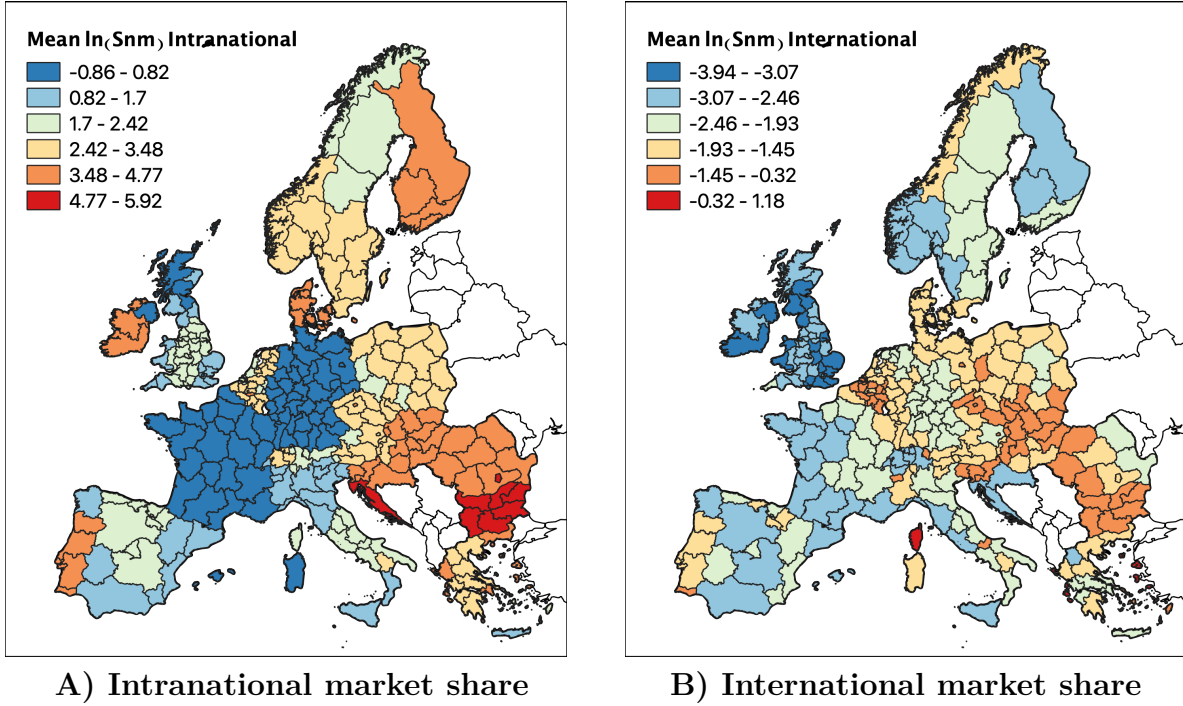 Mean ln(Snm) Intranational
-0.86 - 0.82
0.82 - 1.7
1.7 - 2.42
2.42 - 3.48
3.48 - 4.77
4.77 - 5.92
A) Intranational market share
Mean ln(Snm) International
-3.94 - -3.07
-3.07 - -2.46
-2.46 - -1.93
-1.93 - -1.45
-1.45 - -0.32
-0.32 - 1.18
B) International market share